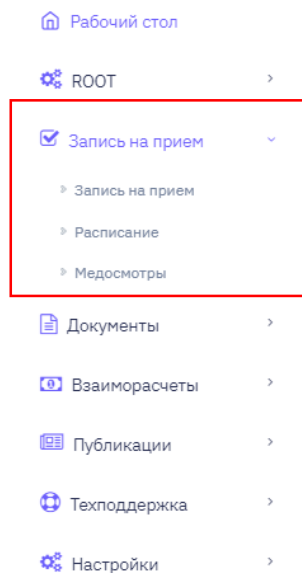 Рабочий стол
ROOT
Запись на прием
Запись на прием
Расписание
Медосмотры
Документы
Взаиморасчеты
Публикации
Техподдержка
Настройки